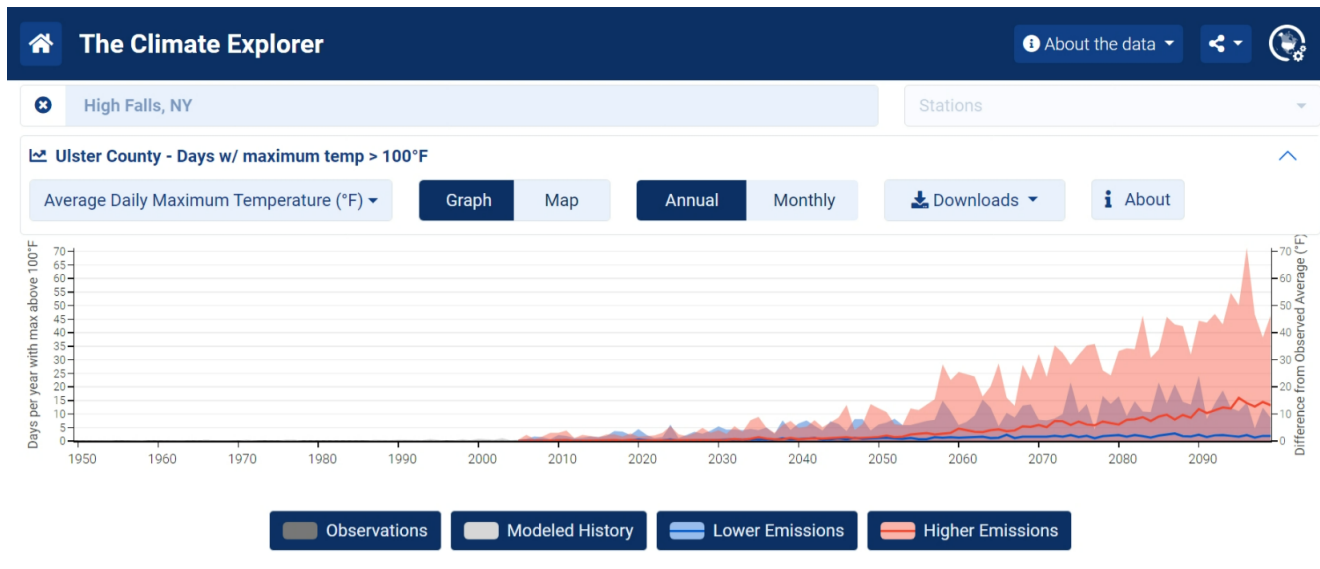 The Climate Explorer
About the data
High Falls, NY
Stations
Ulster County - Days w/ maximum temp > 100°F
Average Daily Maximum Temperature (°F)
Graph
Map
Annual
Monthly
Downloads
About
Days per year with max above 100°F
70
65
60
55
50
45
40
35
30
25
20
15
10
5
0
70
60
50
40
30
20
10
0
Difference from Observed Average (°F)
1950 1960 1970 1980 1990 2000 2010 2020 2030 2040 2050 2060 2070 2080 2090
Observations
Modeled History
Lower Emissions
Higher Emissions